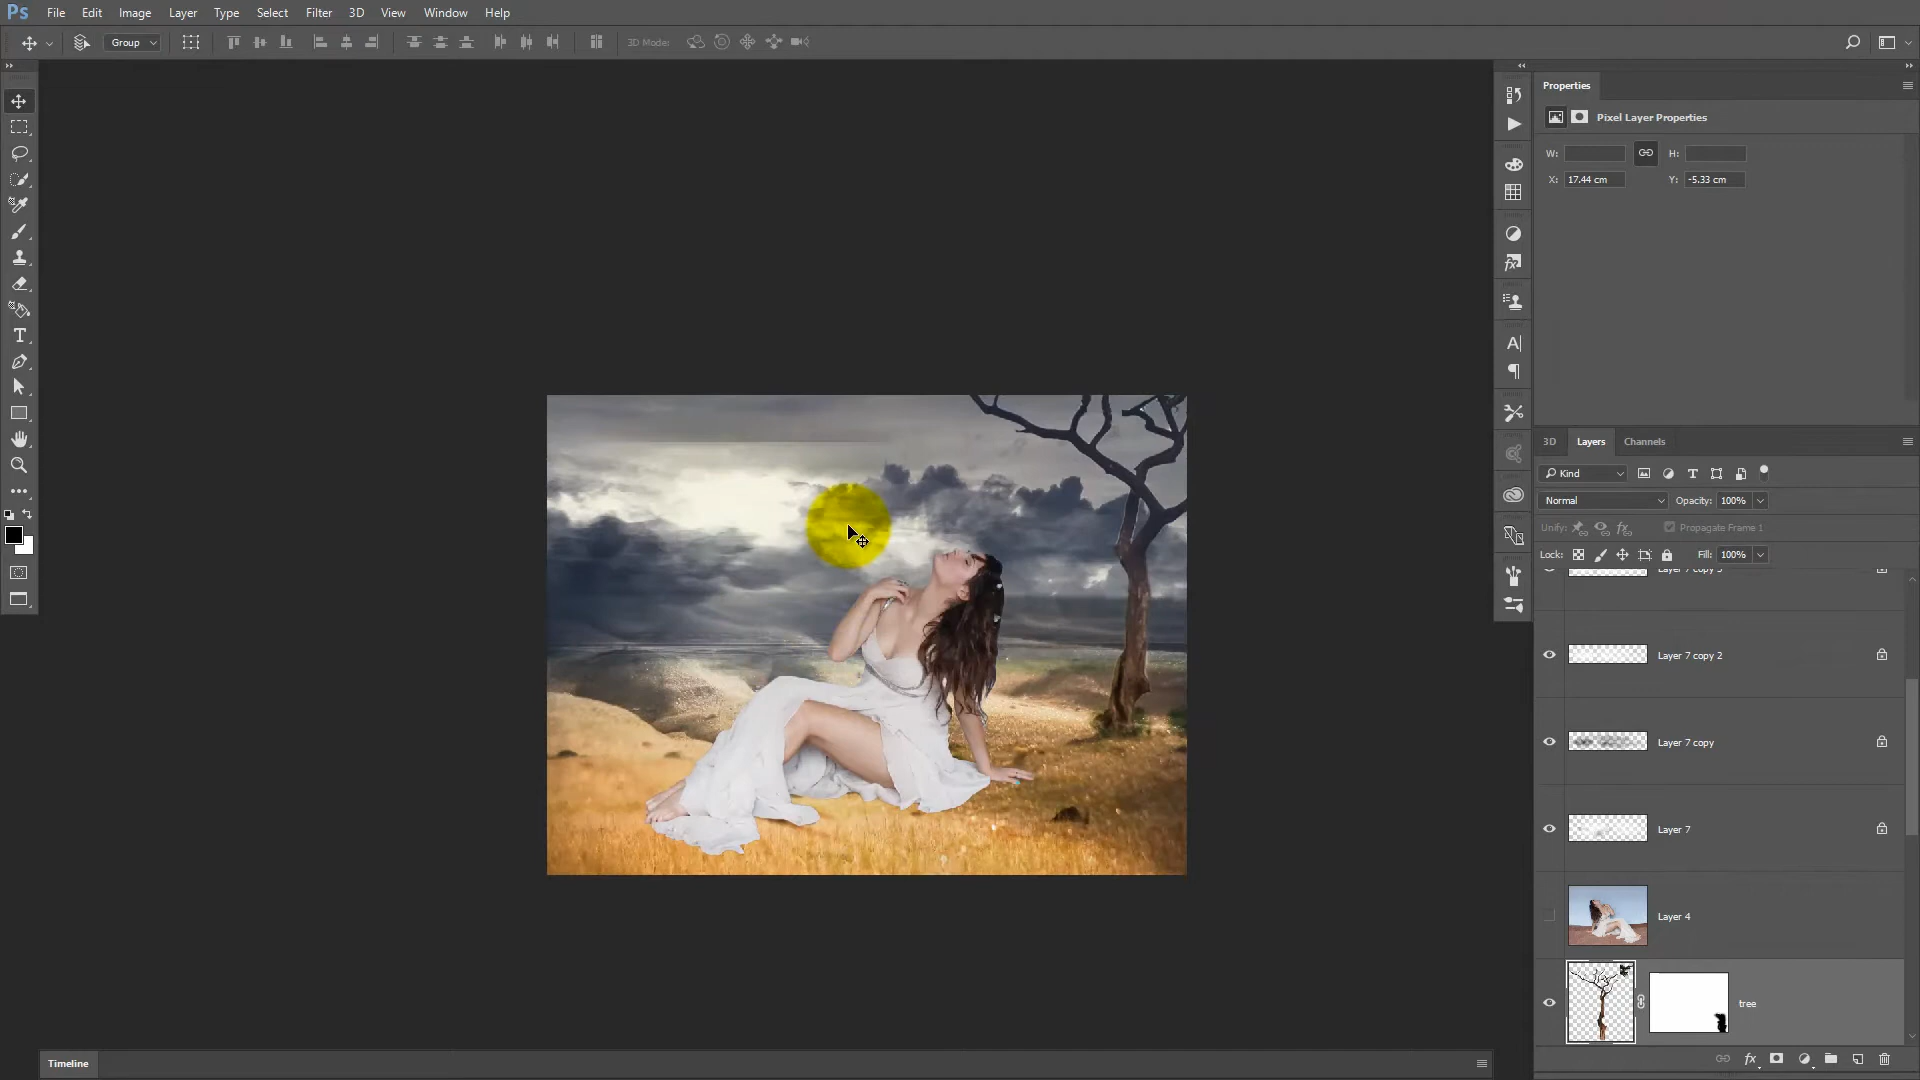 Ps File Edit Image Layer Type Select Filter 3D View Window Help
Group 3D Mode:
Properties
Pixel Layer Properties
W: H:
X: 17.44 cm Y: -5.33 cm
3D Layers Channels
Kind
Normal Opacity: 100%
Unify: Propagate Frame 1
Lock: Fill: 100%
Layer 7 copy 2
Layer 7 copy
Layer 7
Layer 4
tree
Timeline